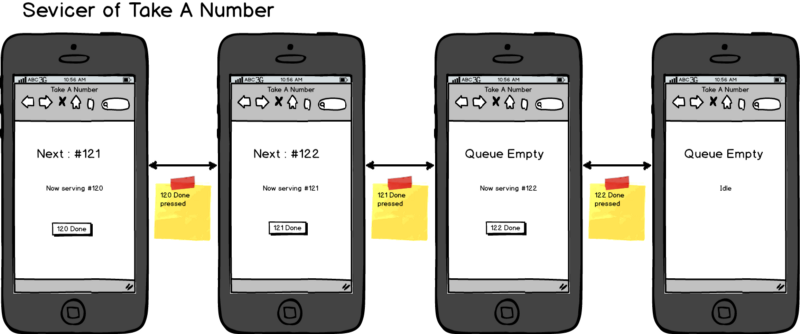 Sevicer of Take A Number
ABC 3G 10:56 AM
Take A Number
Next : #121
Now serving #120
120 Done
120 Done
pressed
ABC 3G 10:56 AM
Take A Number
Next : #122
Now serving #121
121 Done
121 Done
pressed
ABC 3G 10:56 AM
Take A Number
Queue Empty
Now serving #122
122 Done
122 Done
pressed
ABC 3G 10:56 AM
Take A Number
Queue Empty
Idle